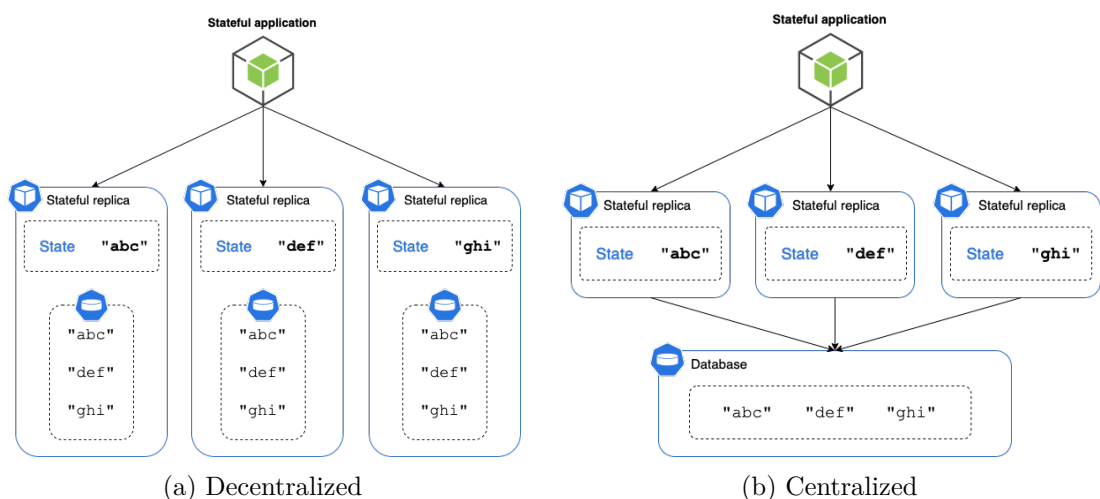 Stateful application
Stateful replica
State "abc"
"abc"
"def"
"ghi"
Stateful replica
State "def"
"abc"
"def"
"ghi"
Stateful replica
State "ghi"
"abc"
"def"
"ghi"
(a) Decentralized
Stateful application
Stateful replica
State "abc"
Stateful replica
State "def"
Stateful replica
State "ghi"
Database
"abc" "def" "ghi"
(b) Centralized